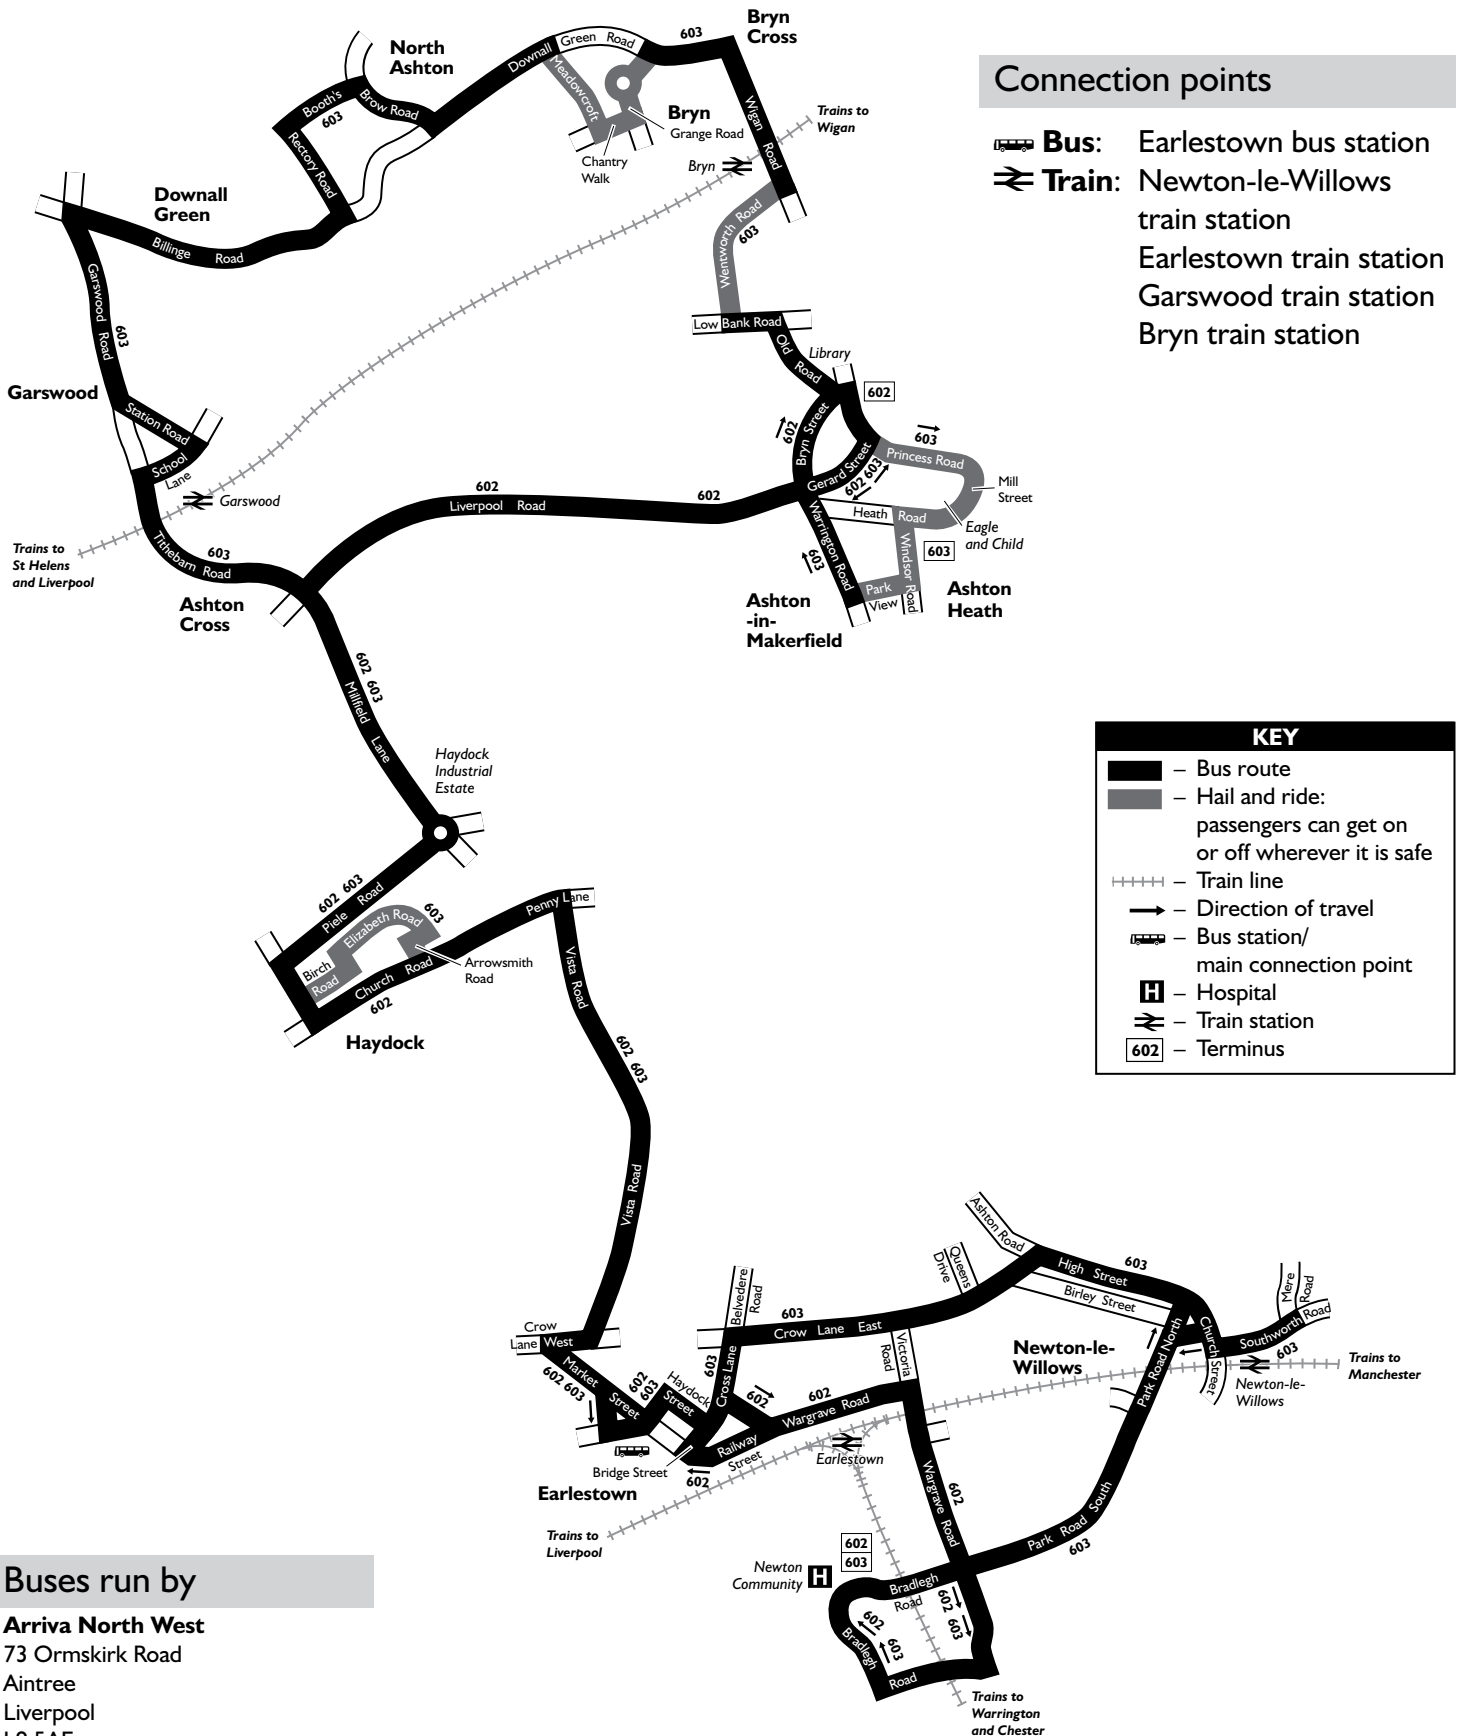 Bryn
Cross
North
Ashton
603
Downall
Green Road
Meadowcroft
Booth's
603
Brow Road
Bryn
Grange Road
Chantry
Walk
Wigan
Road
Trains to
Wigan
Bryn
Rectory Road
Downall
Green
Billinge Road
Garswood Road
603
Wentworth Road
603
Low Bank Road
Old Road
Library
602
Garswood
Station Road
School
Lane
Garswood
Trains to
St Helens
and Liverpool
Tithebarn Road
603
Ashton
Cross
602
Liverpool Road
602
602
Bryn Street
Gerard Street
602 603
603
Princess Road
Mill
Street
Heath Road
Eagle
and Child
Warrington Road
603
Windsor Road
603
Park
View
Ashton
-in-
Makerfield
Ashton
Heath
602 603
Millfield Lane
Haydock
Industrial
Estate
602 603
Piele Road
Elizabeth Road
603
Birch
Road
Church Road
602
Arrowsmith
Road
Penny Lane
Haydock
Vista Road
602 603
Vista Road
Crow
Lane West
602 603
Market
Street
602
603
Haydock
Street
603
Cross Lane
Belvedere
Road
603
Crow Lane East
602
602
Wargrave Road
Railway
Street
602
Bridge Street
Earlestown
Trains to
Liverpool
Victoria
Road
Queens
Drive
Ashton Road
High Street
603
Birley Street
Newton-le-
Willows
Park Road North
Church Street
Southworth Road
603
Mere
Road
Newton-le-
Willows
Trains to
Manchester
Earlestown
Wargrave Road
602
Park Road South
603
602
603
Newton
Community
H
Bradlegh
Road
602
603
602
603
Bradlegh
Road
Trains to
Warrington
and Chester
Connection points
Bus: Earlestown bus station
Train: Newton-le-Willows
train station
Earlestown train station
Garswood train station
Bryn train station
KEY
– Bus route
– Hail and ride:
passengers can get on
or off wherever it is safe
– Train line
– Direction of travel
– Bus station/
main connection point
H – Hospital
– Train station
602 – Terminus
Buses run by
Arriva North West
73 Ormskirk Road
Aintree
Liverpool